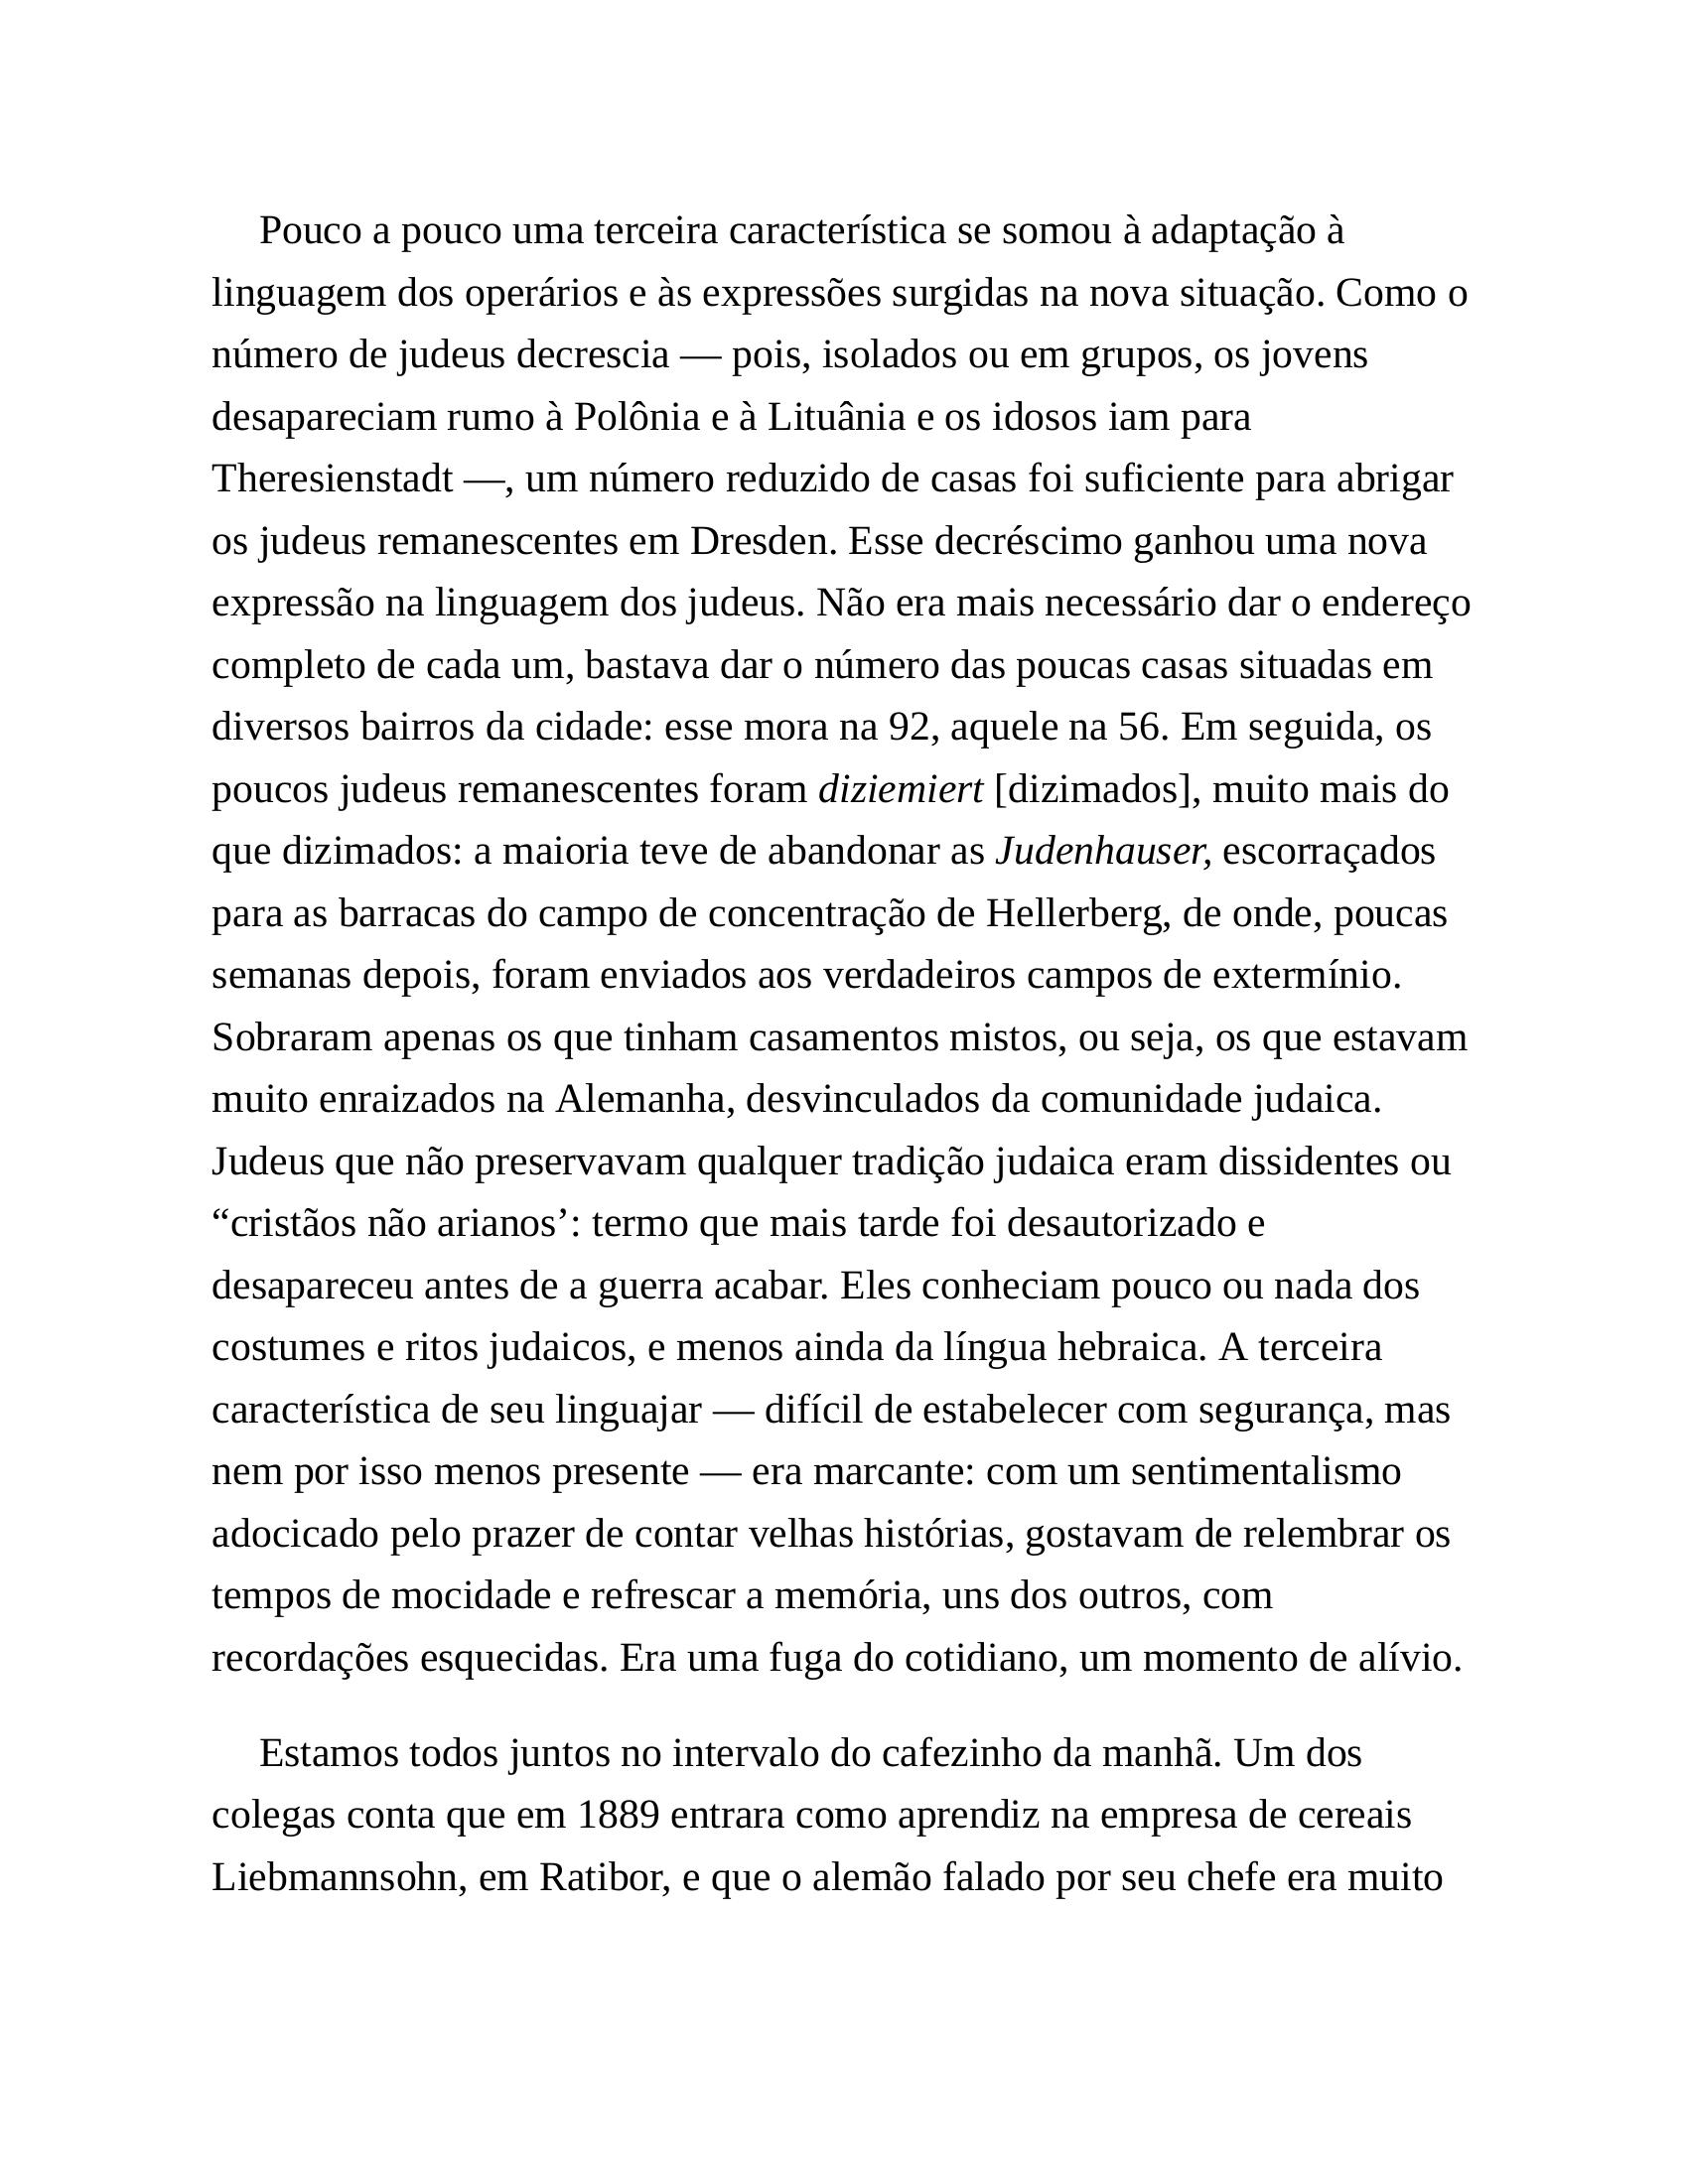 Pouco a pouco uma terceira característica se somou à adaptação à
linguagem dos operários e às expressões surgidas na nova situação. Como o
número de judeus decrescia — pois, isolados ou em grupos, os jovens
desapareciam rumo à Polônia e à Lituânia e os idosos iam para
Theresienstadt —, um número reduzido de casas foi suficiente para abrigar
os judeus remanescentes em Dresden. Esse decréscimo ganhou uma nova
expressão na linguagem dos judeus. Não era mais necessário dar o endereço
completo de cada um, bastava dar o número das poucas casas situadas em
diversos bairros da cidade: esse mora na 92, aquele na 56. Em seguida, os
poucos judeus remanescentes foram diziemiert [dizimados], muito mais do
que dizimados: a maioria teve de abandonar as Judenhauser, escorraçados
para as barracas do campo de concentração de Hellerberg, de onde, poucas
semanas depois, foram enviados aos verdadeiros campos de extermínio.
Sobraram apenas os que tinham casamentos mistos, ou seja, os que estavam
muito enraizados na Alemanha, desvinculados da comunidade judaica.
Judeus que não preservavam qualquer tradição judaica eram dissidentes ou
“cristãos não arianos’: termo que mais tarde foi desautorizado e
desapareceu antes de a guerra acabar. Eles conheciam pouco ou nada dos
costumes e ritos judaicos, e menos ainda da língua hebraica. A terceira
característica de seu linguajar — difícil de estabelecer com segurança, mas
nem por isso menos presente — era marcante: com um sentimentalismo
adocicado pelo prazer de contar velhas histórias, gostavam de relembrar os
tempos de mocidade e refrescar a memória, uns dos outros, com
recordações esquecidas. Era uma fuga do cotidiano, um momento de alívio.
Estamos todos juntos no intervalo do cafezinho da manhã. Um dos
colegas conta que em 1889 entrara como aprendiz na empresa de cereais
Liebmannsohn, em Ratibor, e que o alemão falado por seu chefe era muito